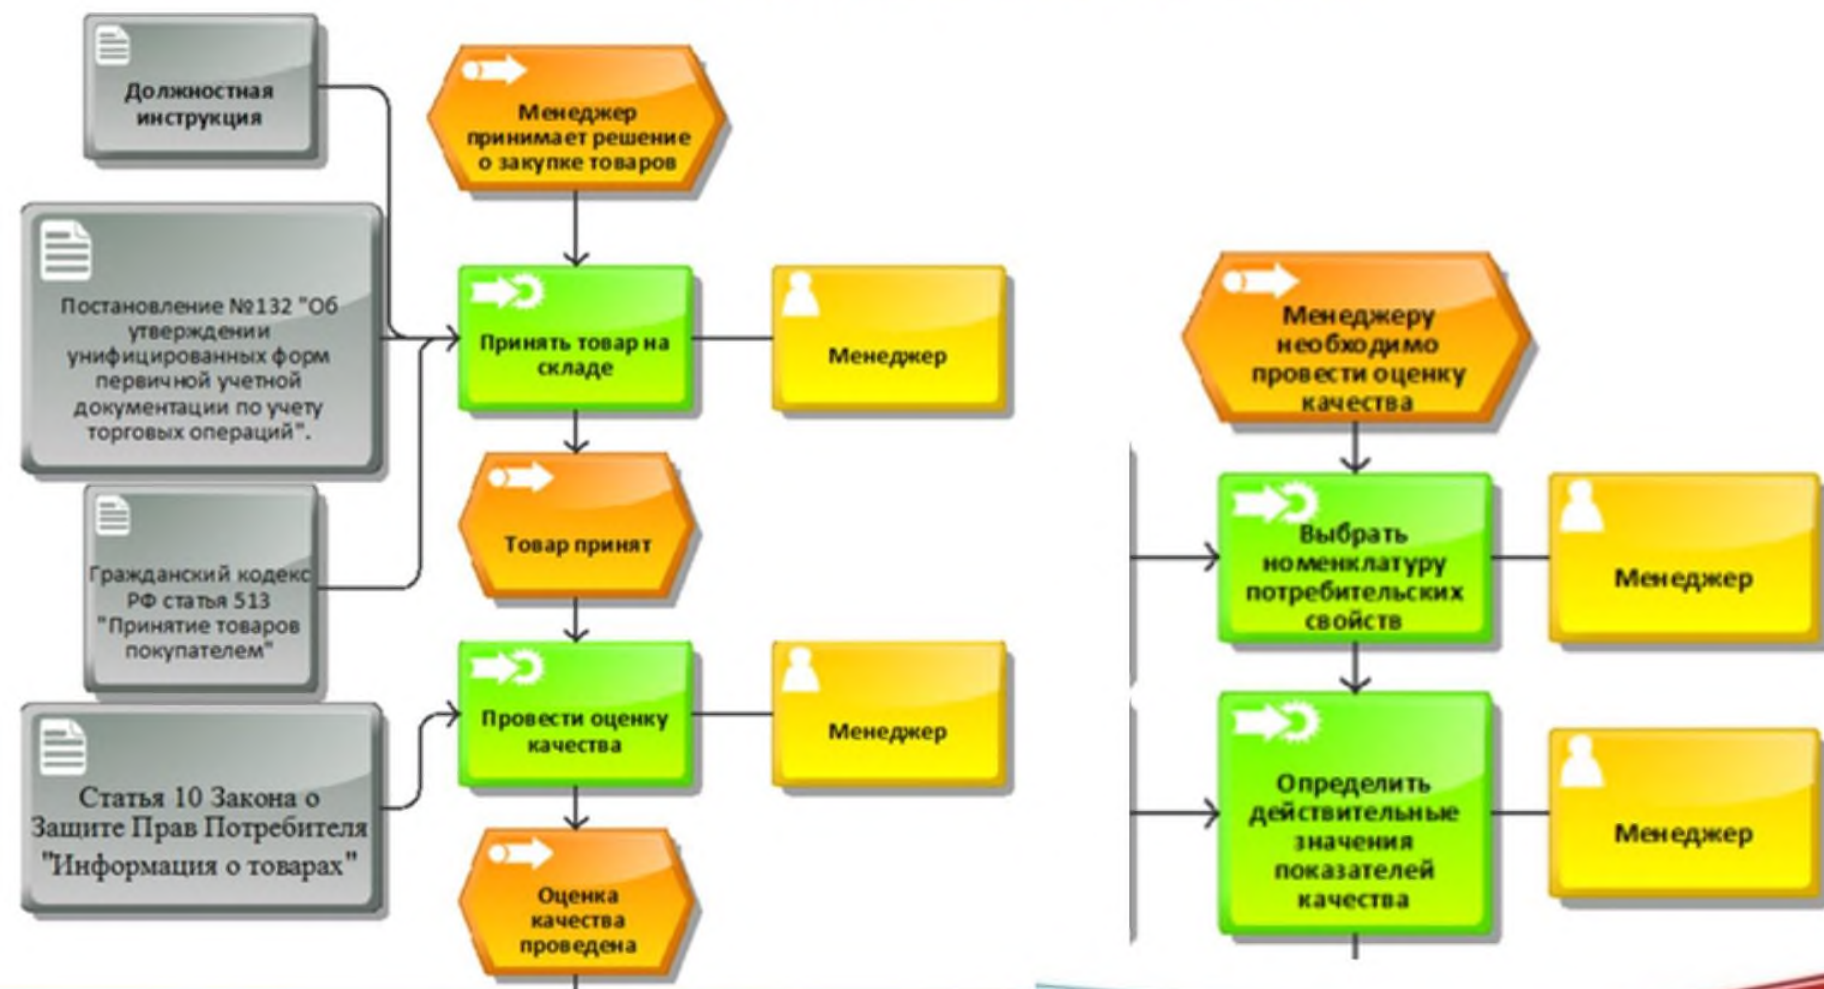 Должностная
инструкция
Постановление №132 "Об
утверждении
унифицированных форм
первичной учетной
документации по учету
торговых операций".
Гражданский кодекс
РФ статья 513
"Принятие товаров
покупателем"
Статья 10 Закона о
Защите Прав Потребителя
"Информация о товарах"
Менеджер
принимает решение
о закупке товаров
Принять товар на
складе
Менеджер
Товар принят
Провести оценку
качества
Менеджер
Оценка
качества
проведена
Менеджеру
необходимо
провести оценку
качества
Выбрать
номенклатуру
потребительских
свойств
Менеджер
Определить
действительные
значения
показателей
качества
Менеджер